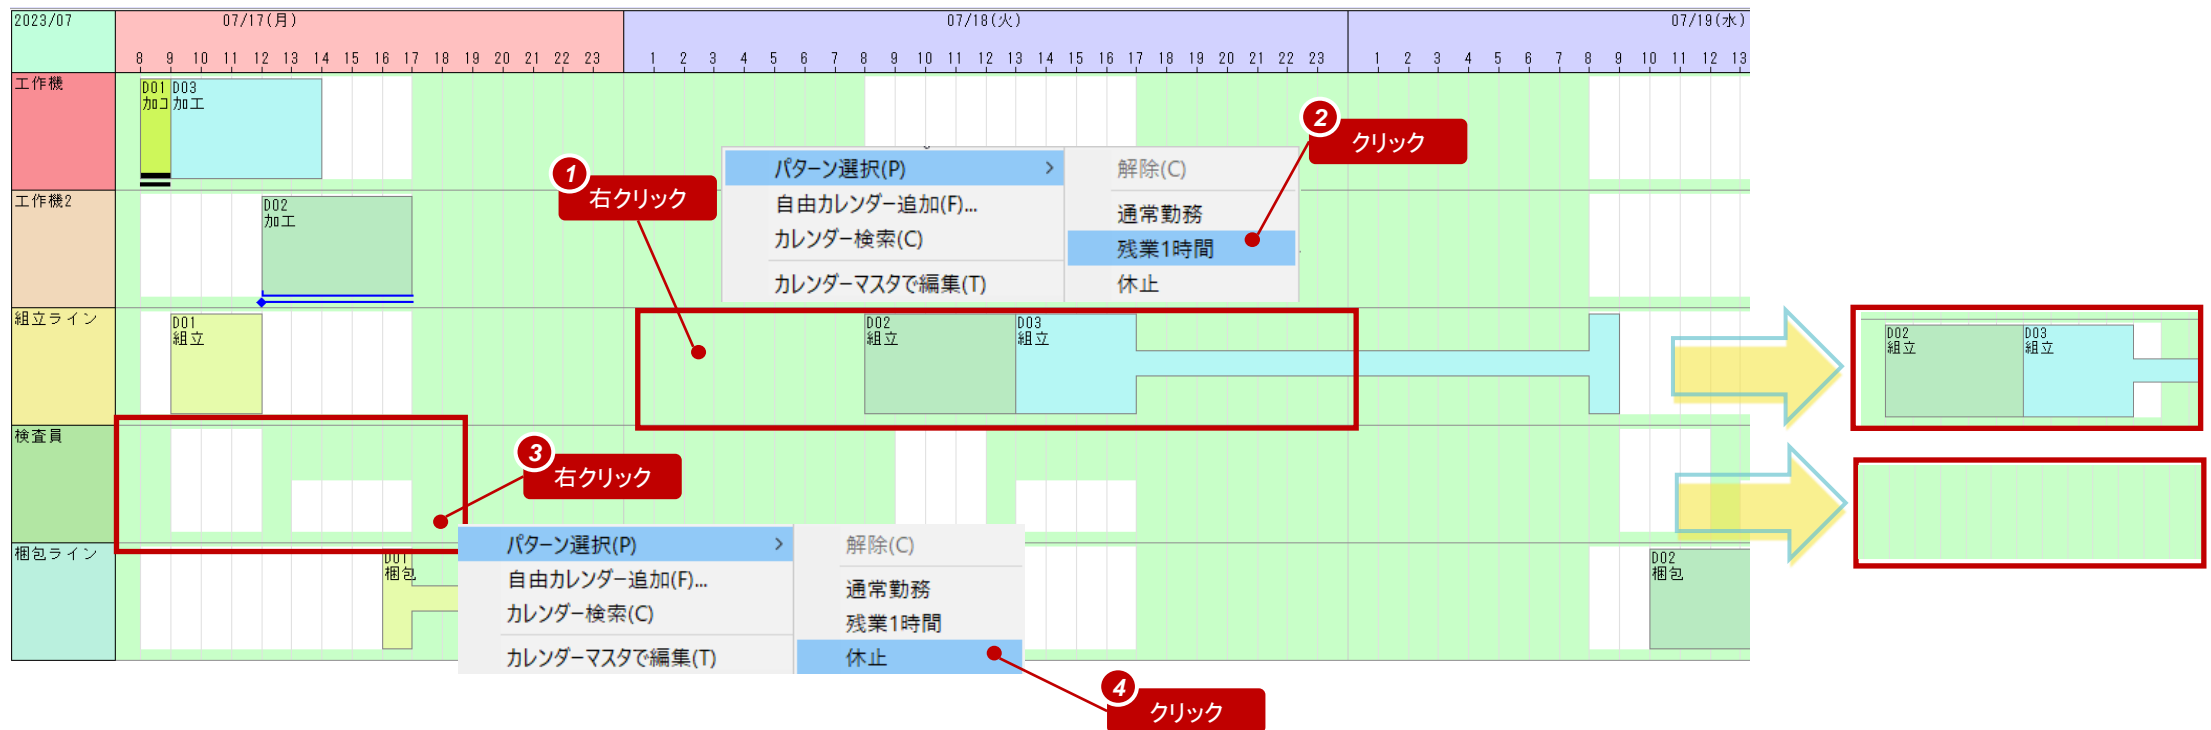 2023/07
07/17(月)
07/18(火)
07/19(水)
8 9 10 11 12 13 14 15 16 17 18 19 20 21 22 23
1 2 3 4 5 6 7 8 9 10 11 12 13 14 15 16 17 18 19 20 21 22 23
1 2 3 4 5 6 7 8 9 10 11 12 13
工作機
D01
加工
D03
加工
2
クリック
1
右クリック
パターン選択(P) >
自由カレンダー追加(F)...
カレンダー検索(C)
カレンダーマスタで編集(T)
解除(C)
通常勤務
残業1時間
休止
工作機2
D02
加工
組立ライン
D01
組立
D02
組立
D03
組立
D02
組立
D03
組立
検査員
3
右クリック
パターン選択(P) >
自由カレンダー追加(F)...
カレンダー検索(C)
カレンダーマスタで編集(T)
解除(C)
通常勤務
残業1時間
休止
梱包ライン
D01
梱包
D02
梱包
4
クリック